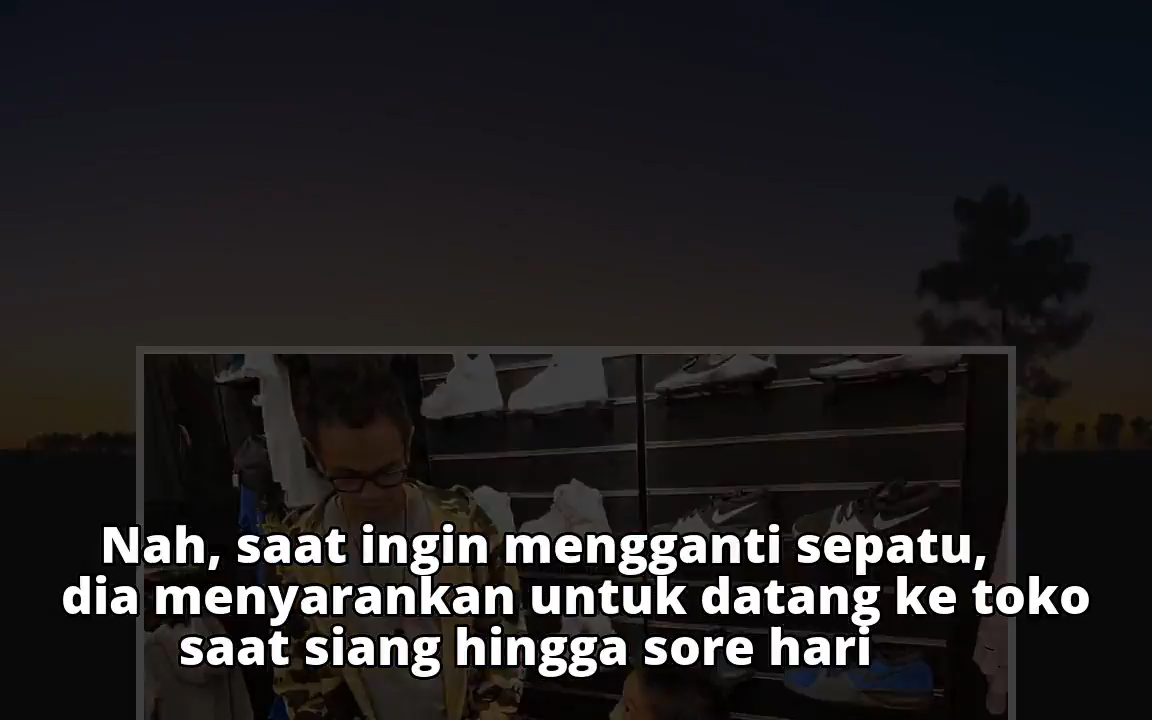 Nah, saat ingin mengganti sepatu,
dia menyarankan untuk datang ke toko
saat siang hingga sore hari